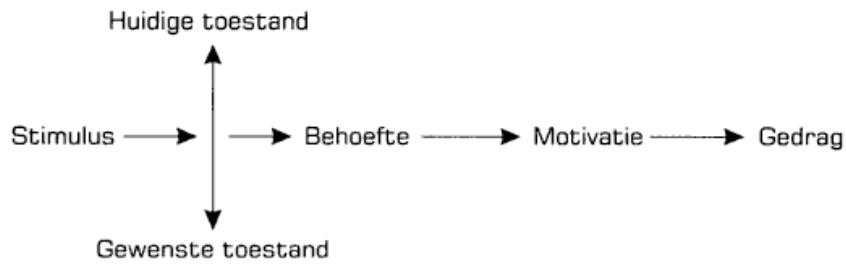 Huidige toestand
Stimulus Behoefte Motivatie Gedrag
Gewenste toestand